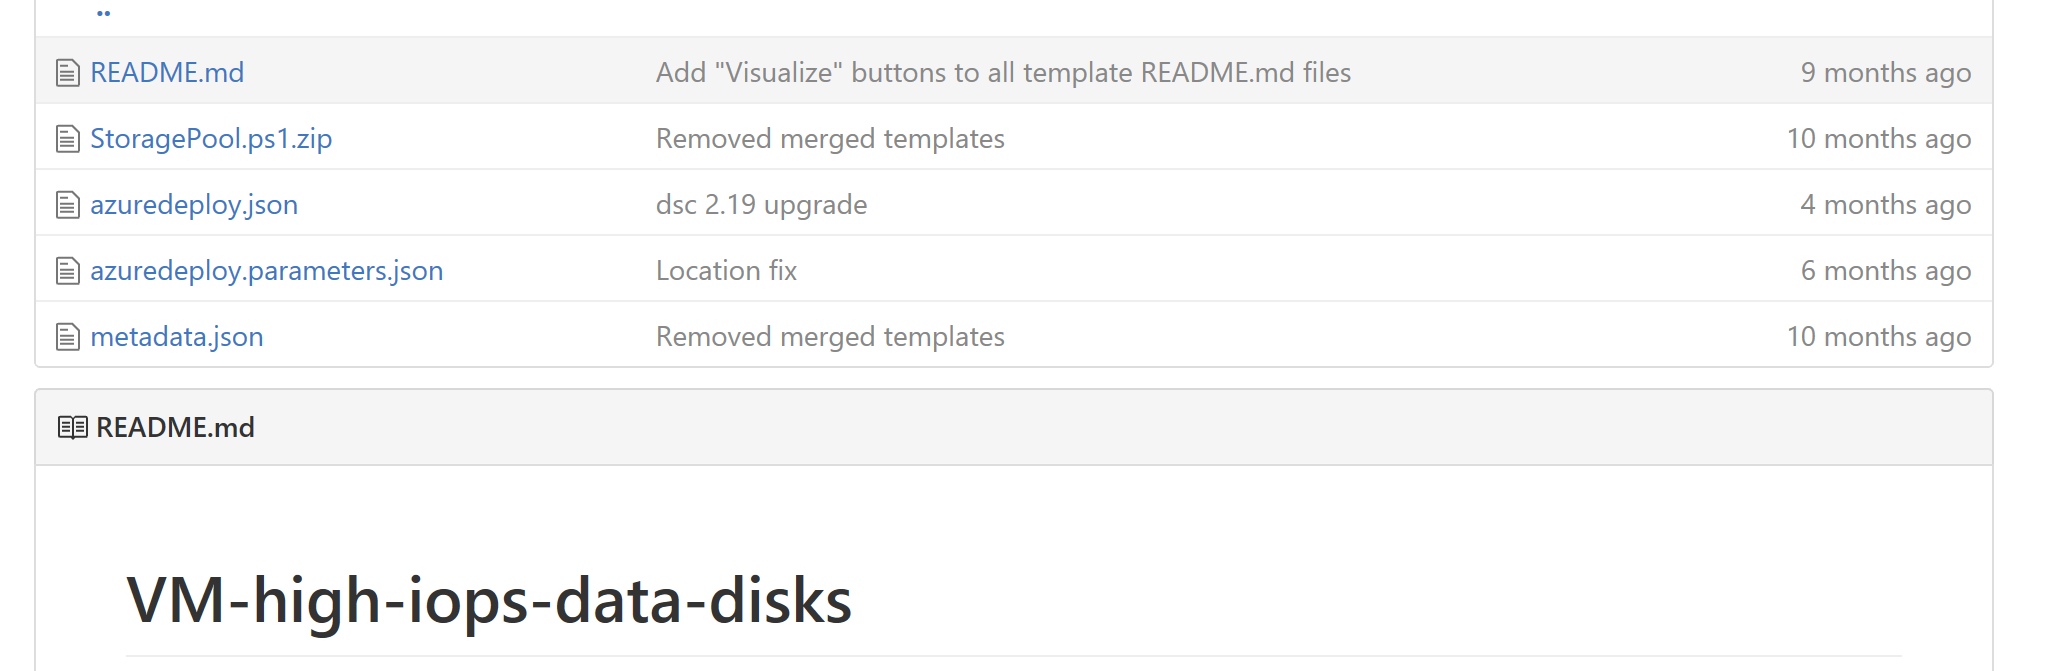 ..
README.md Add "Visualize" buttons to all template README.md files 9 months ago
StoragePool.ps1.zip Removed merged templates 10 months ago
azuredeploy.json dsc 2.19 upgrade 4 months ago
azuredeploy.parameters.json Location fix 6 months ago
metadata.json Removed merged templates 10 months ago
README.md
VM-high-iops-data-disks